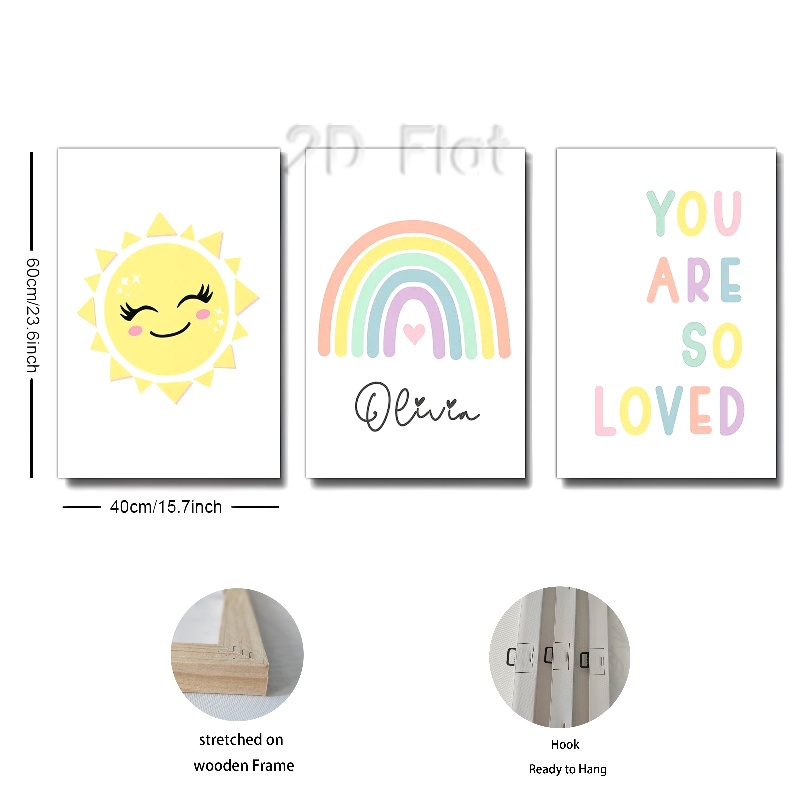 2D Flat
60cm/23.6inch
40cm/15.7inch
Olivia
YOU
ARE
SO
LOVED
stretched on
wooden Frame
Hook
Ready to Hang